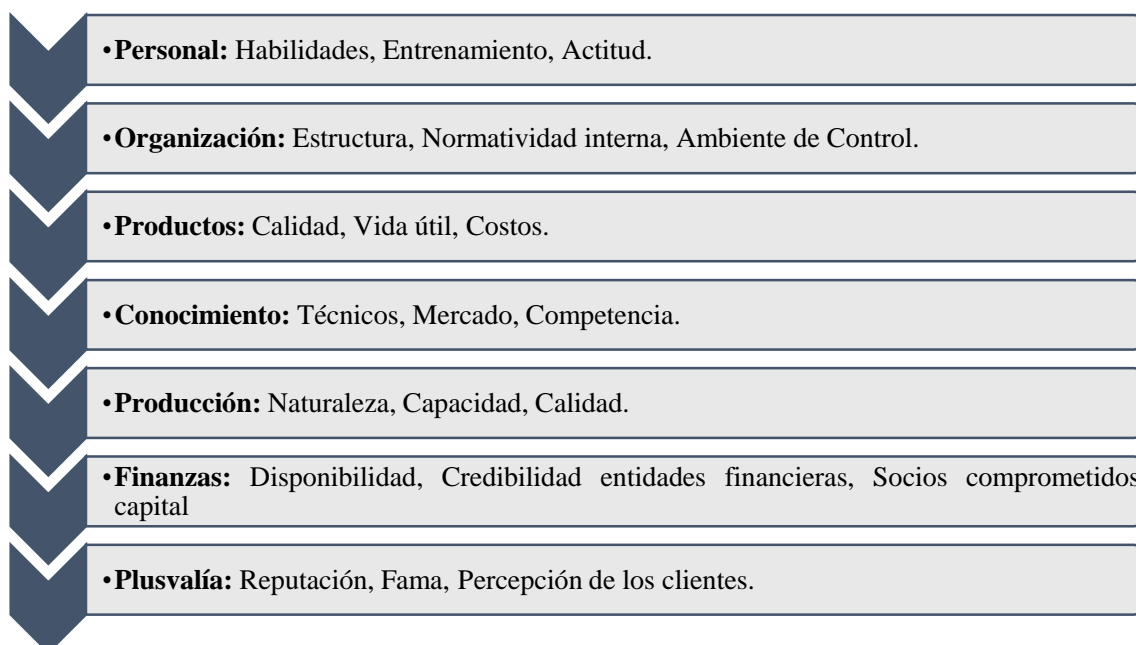 •Personal: Habilidades, Entrenamiento, Actitud.
•Organización: Estructura, Normatividad interna, Ambiente de Control.
•Productos: Calidad, Vida útil, Costos.
•Conocimiento: Técnicos, Mercado, Competencia.
•Producción: Naturaleza, Capacidad, Calidad.
•Finanzas: Disponibilidad, Credibilidad entidades financieras, Socios comprometidos
capital
•Plusvalía: Reputación, Fama, Percepción de los clientes.